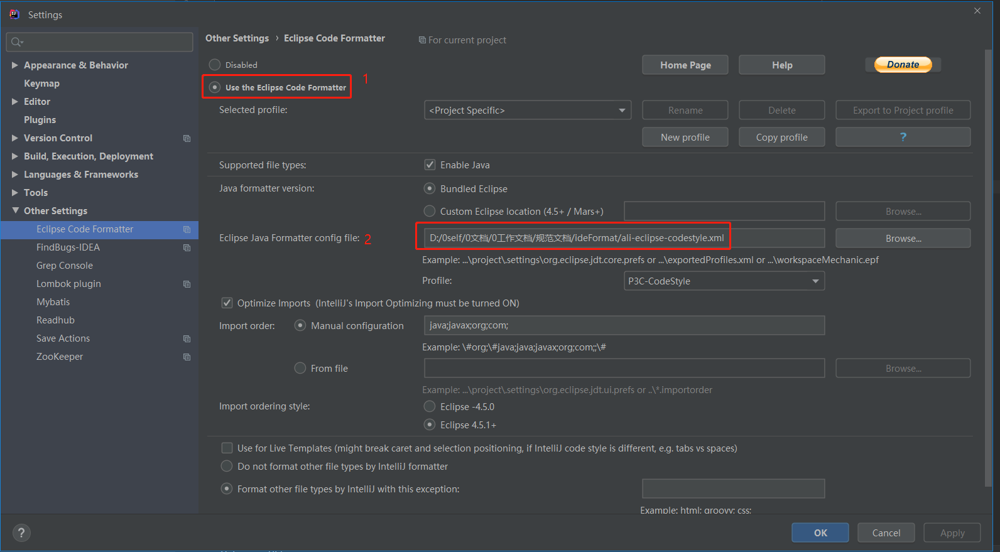 Settings
Other Settings › Eclipse Code Formatter For current project
Appearance & Behavior
Keymap
Editor
Plugins
Version Control
Build, Execution, Deployment
Languages & Frameworks
Tools
Other Settings
Eclipse Code Formatter
FindBugs-IDEA
Grep Console
Lombok plugin
Mybatis
Readhub
Save Actions
ZooKeeper
Disabled
Home Page Help Donate
Use the Eclipse Code Formatter 1
Selected profile: <Project Specific> Rename Delete Export to Project profile
New profile Copy profile ?
Supported file types: Enable Java
Java formatter version: Bundled Eclipse
Custom Eclipse location (4.5+ / Mars+) Browse...
Eclipse Java Formatter config file: 2 D:/0self/0文档/0工作文档/规范文档/ideFormat/ali-eclipse-codestyle.xml Browse...
Example: ...\project\.settings\org.eclipse.jdt.core.prefs or ...\exportedProfiles.xml or ...\workspaceMechanic.epf
Profile: P3C-CodeStyle
Optimize Imports (IntelliJ's Import Optimizing must be turned ON)
Import order: Manual configuration java;javax;org;com;
Example: \#org;\#java;java;javax;org;com;;\#
From file Browse...
Example: ...\project\.settings\org.eclipse.jdt.ui.prefs or ..\*.importorder
Import ordering style: Eclipse -4.5.0
Eclipse 4.5.1+
Use for Live Templates (might break caret and selection positioning, if IntelliJ code style is different, e.g. tabs vs spaces)
Do not format other file types by IntelliJ formatter
Format other file types by IntelliJ with this exception:
Example: html; groovy; css;
? OK Cancel Apply